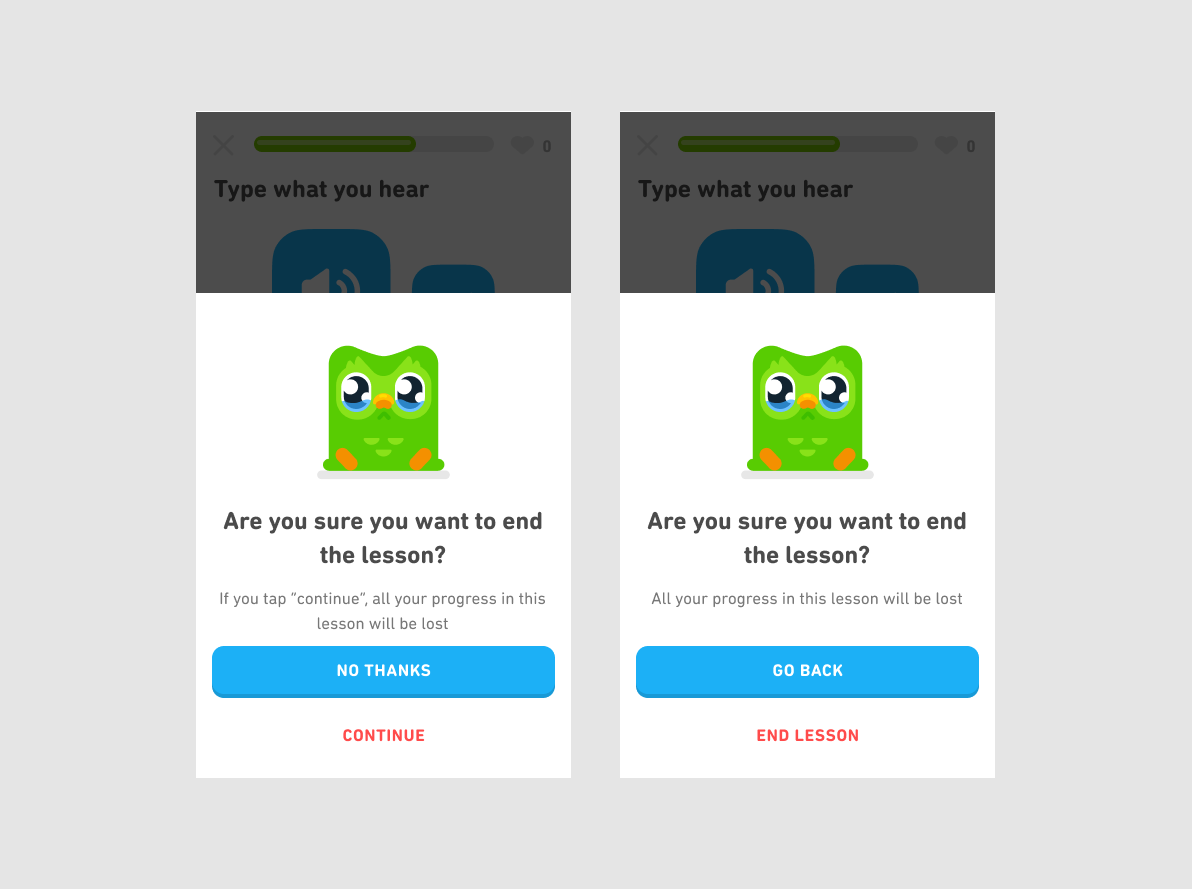 0
Type what you hear
Are you sure you want to end
the lesson?
If you tap “continue”, all your progress in this
lesson will be lost
NO THANKS
CONTINUE
0
Type what you hear
Are you sure you want to end
the lesson?
All your progress in this lesson will be lost
GO BACK
END LESSON